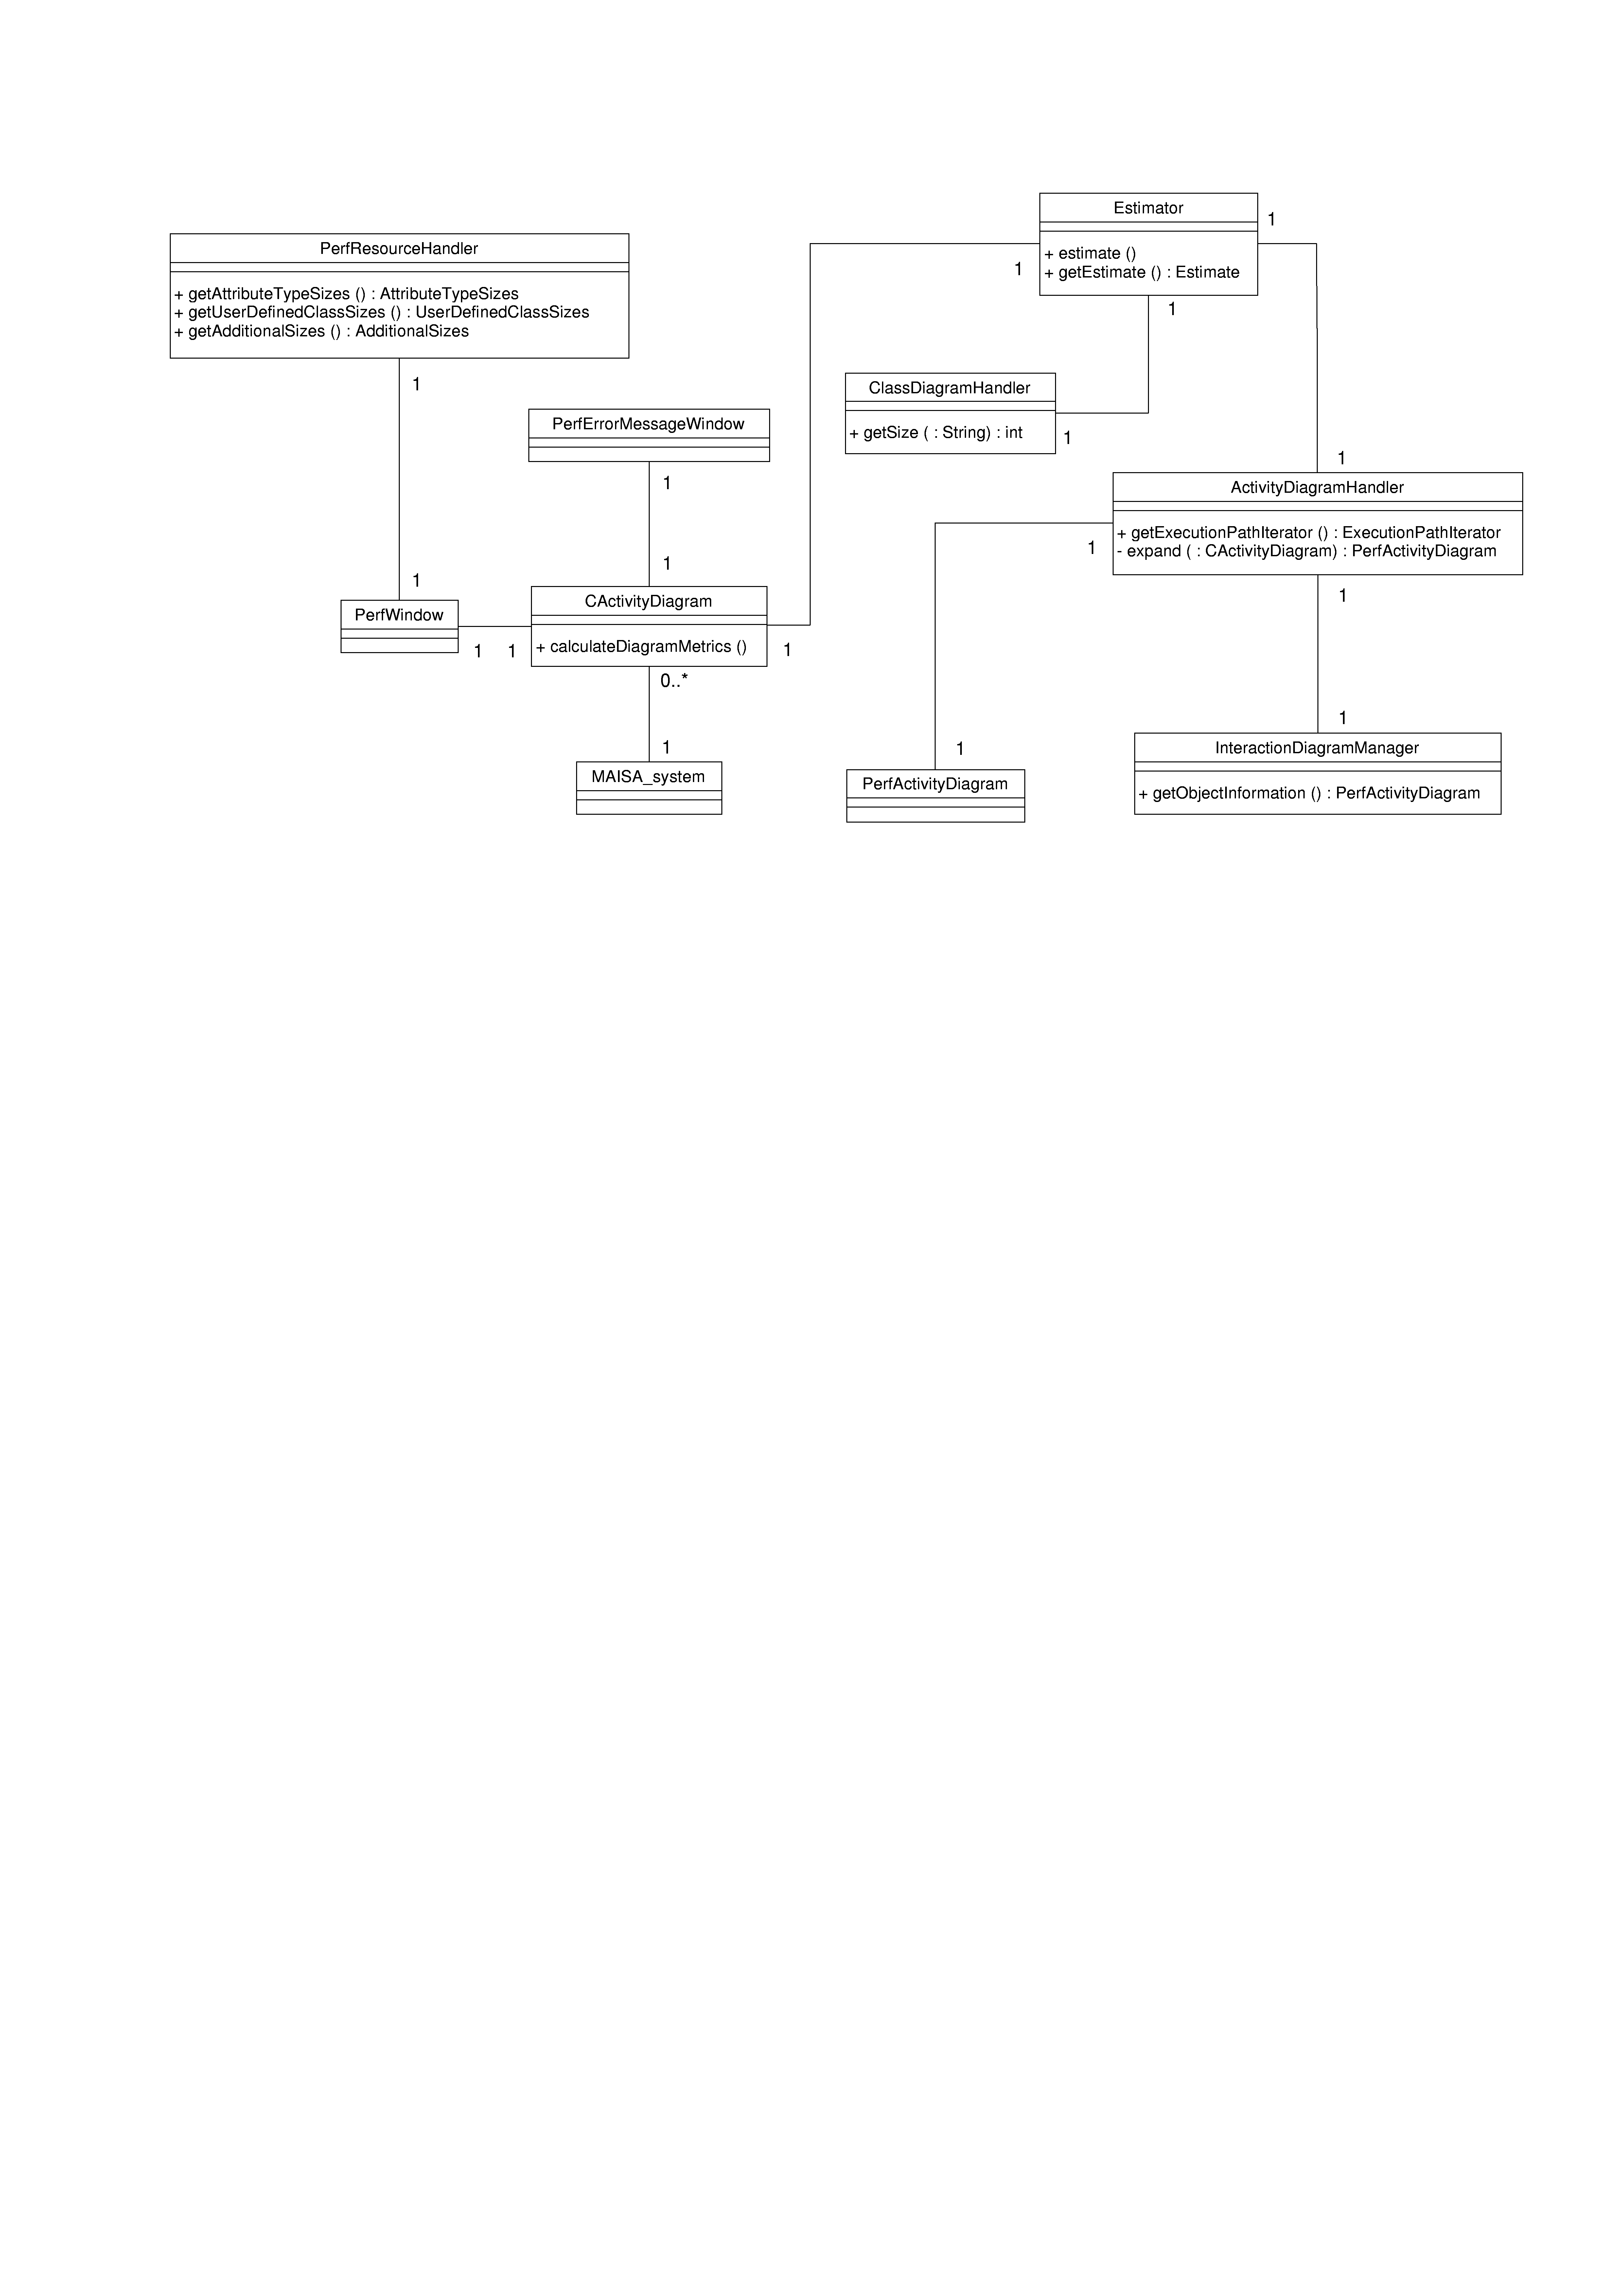 Estimator
+ estimate ()
+ getEstimate () : Estimate
1
1
1
PerfResourceHandler
+ getAttributeTypeSizes () : AttributeTypeSizes
+ getUserDefinedClassSizes () : UserDefinedClassSizes
+ getAdditionalSizes () : AdditionalSizes
1
ClassDiagramHandler
+ getSize ( : String) : int
1
PerfErrorMessageWindow
1
1
ActivityDiagramHandler
+ getExecutionPathIterator () : ExecutionPathIterator
- expand ( : CActivityDiagram) : PerfActivityDiagram
1
1
1
PerfWindow
1
1
CActivityDiagram
+ calculateDiagramMetrics ()
1
1
1
0..*
1
MAISA_system
1
PerfActivityDiagram
1
InteractionDiagramManager
+ getObjectInformation () : PerfActivityDiagram